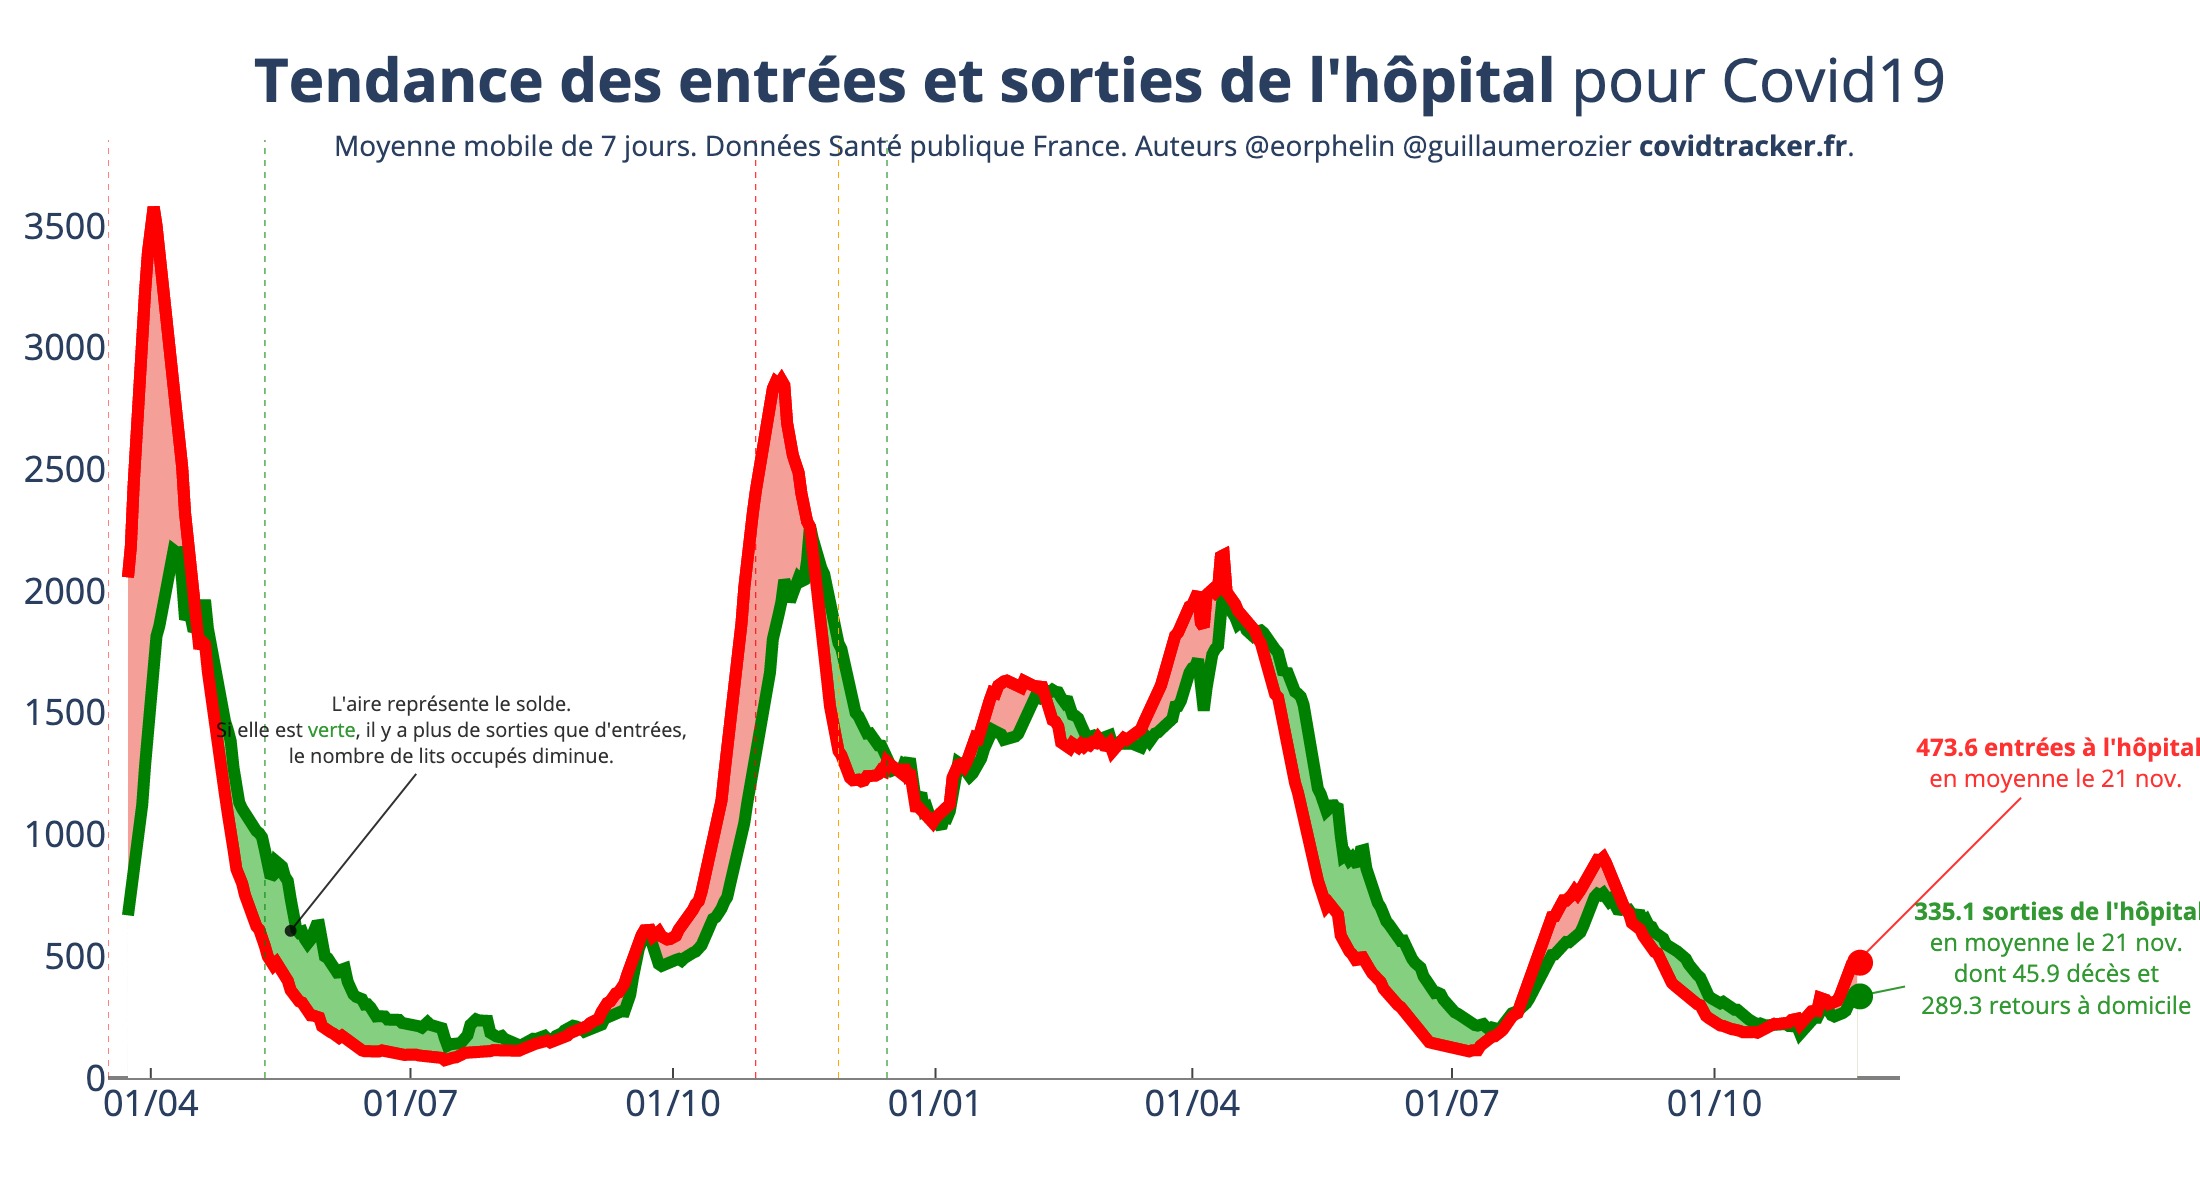 Tendance des entrées et sorties de l'hôpital pour Covid19
Moyenne mobile de 7 jours. Données Santé publique France. Auteurs @eorphelin @guillaumerozier covidtracker.fr.
3500
3000
2500
2000
1500
1000
500
0
L'aire représente le solde.
Si elle est verte, il y a plus de sorties que d'entrées,
le nombre de lits occupés diminue.
473.6 entrées à l'hôpital
en moyenne le 21 nov.
335.1 sorties de l'hôpital
en moyenne le 21 nov.
dont 45.9 décès et
289.3 retours à domicile
01/04
01/07
01/10
01/01
01/04
01/07
01/10